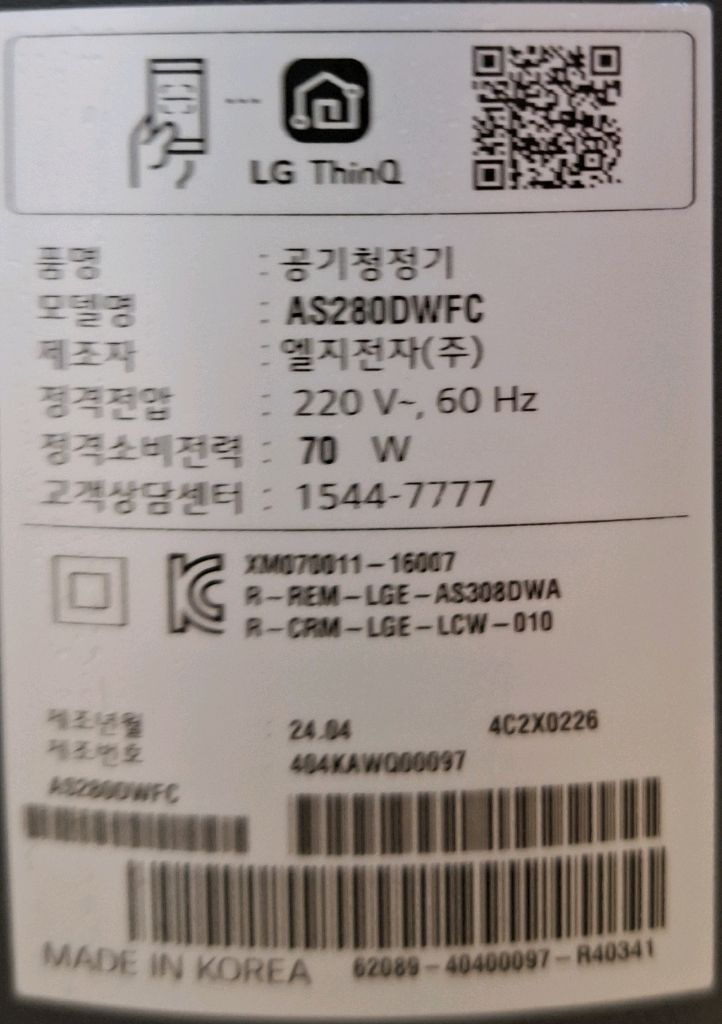 LG ThinQ
품명 : 공기청정기
모델명 : AS280DWFC
제조자 : 엘지전자(주)
정격전압 : 220 V~, 60 Hz
정격소비전력 : 70 W
고객상담센터 : 1544-7777
XM070011-16007
R-REM-LGE-AS308DWA
R-CRM-LGE-LCW-010
제조년월 : 24.04 4C2X0226
제조번호 404KAWQ00097
AS280DWFC
MADE IN KOREA 62089-40400097-R40341